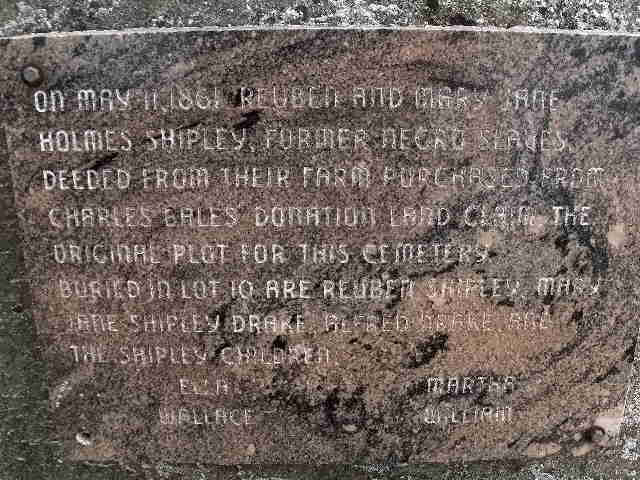 ON MAY 11, 1861 REUBEN AND MARY JANE
HOLMES SHIPLEY, FORMER NEGRO SLAVES,
DEEDED FROM THEIR FARM PURCHASED FROM
CHARLES BALES' DONATION LAND CLAIM, THE
ORIGINAL PLOT FOR THIS CEMETERY.
BURIED IN LOT 10 ARE REUBEN SHIPLEY, MARY
JANE SHIPLEY DRAKE, ALFRED DRAKE, AND
THE SHIPLEY CHILDREN
ELLA MARTHA
WALLACE WILLIAM